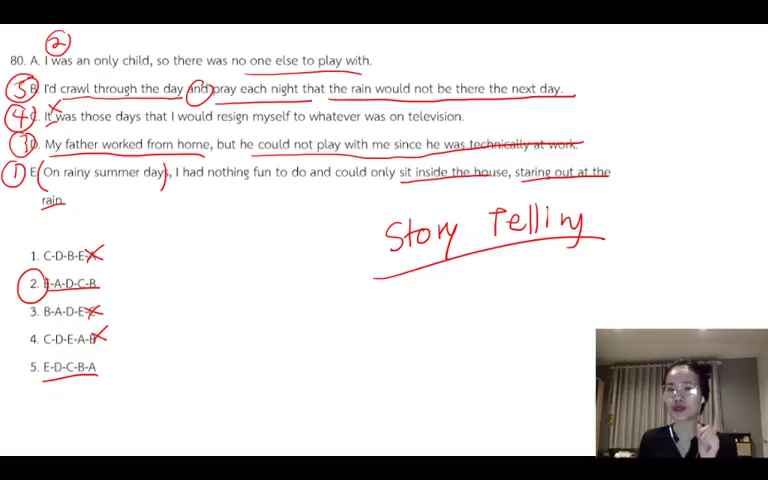 2
80. A. I was an only child, so there was no one else to play with.
5 B. I'd crawl through the day and pray each night that the rain would not be there the next day.
4 C. It was those days that I would resign myself to whatever was on television.
3 D. My father worked from home, but he could not play with me since he was technically at work.
1 E. On rainy summer days, I had nothing fun to do and could only sit inside the house, staring out at the
rain.
Story Telling
1. C-D-B-E-A
2. E-A-D-C-B
3. B-A-D-E-C
4. C-D-E-A-B
5. E-D-C-B-A